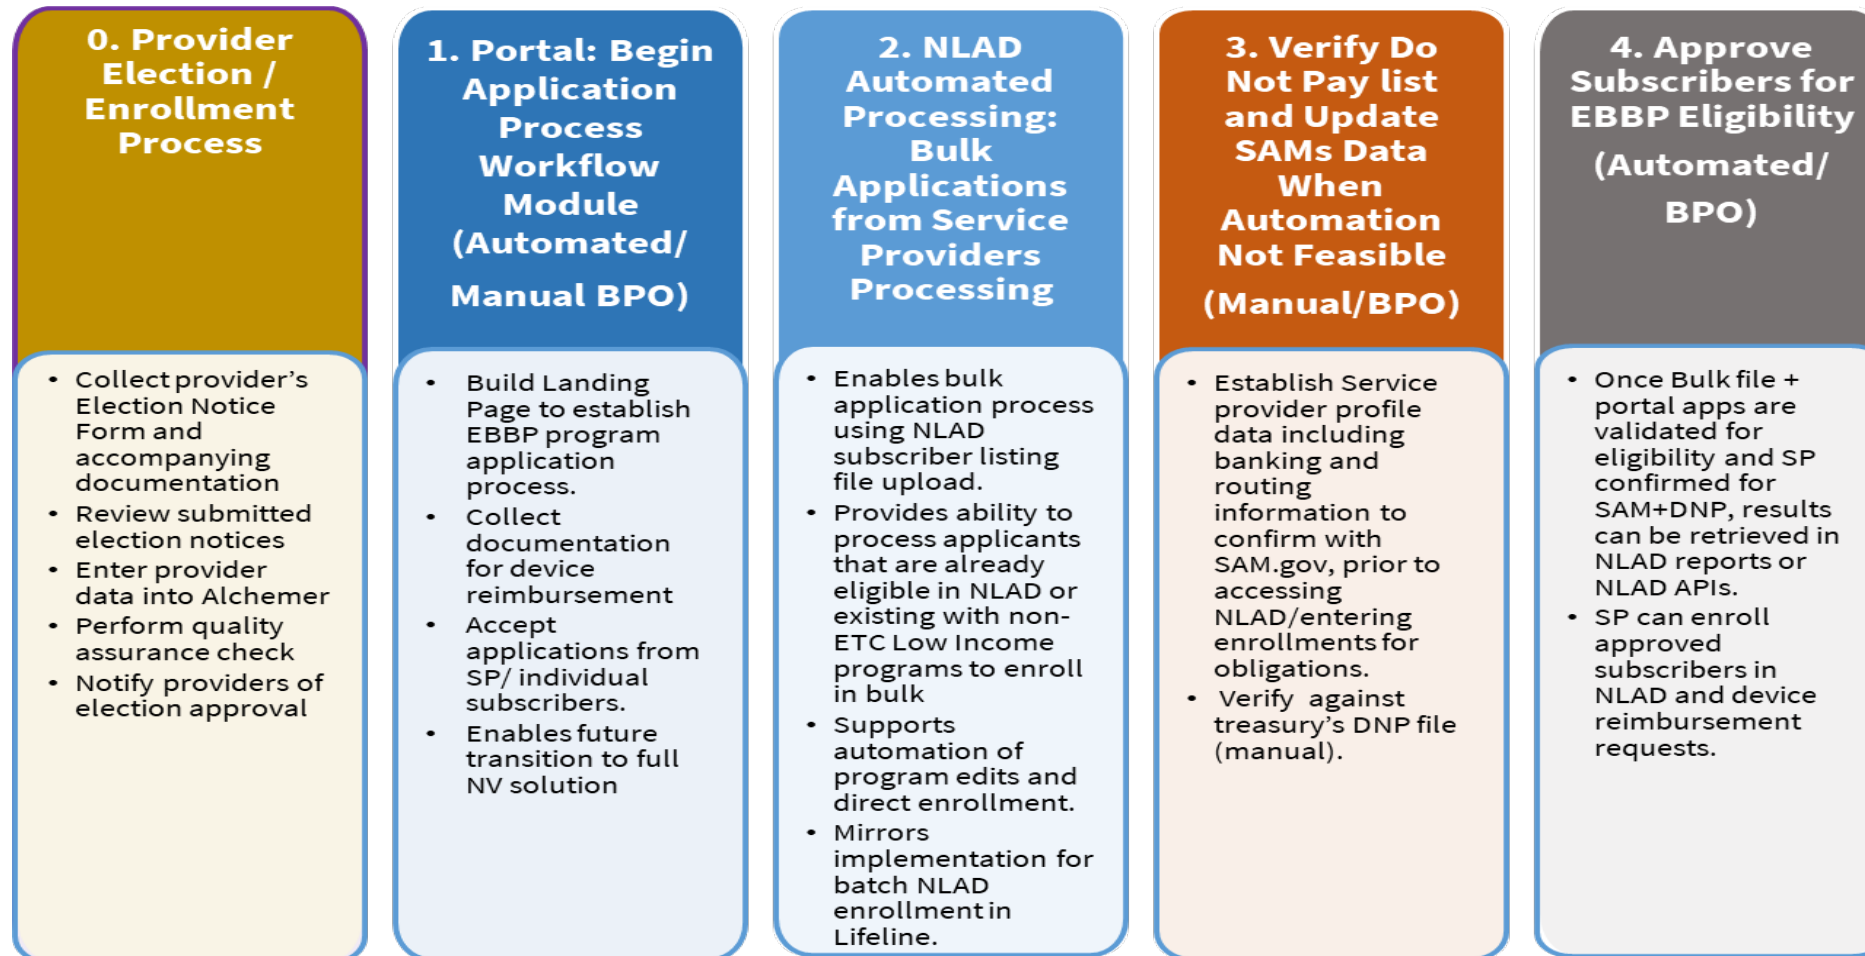 0. Provider
Election /
Enrollment
Process
• Collect provider's
Election Notice
Form and
accompanying
documentation
• Review submitted
election notices
• Enter provider
data into Alchemer
• Perform quality
assurance check
• Notify providers of
election approval
1. Portal: Begin
Application
Process
Workflow
Module
(Automated/
Manual BPO)
• Build Landing
Page to establish
EBBP program
application
process.
• Collect
documentation
for device
reimbursement
• Accept
applications from
SP/ individual
subscribers.
• Enables future
transition to full
NV solution
2. NLAD
Automated
Processing:
Bulk
Applications
from Service
Providers
Processing
• Enables bulk
application process
using NLAD
subscriber listing
file upload.
• Provides ability to
process applicants
that are already
eligible in NLAD or
existing with non-
ETC Low Income
programs to enroll
in bulk
• Supports
automation of
program edits and
direct enrollment.
• Mirrors
implementation for
batch NLAD
enrollment in
Lifeline.
3. Verify Do
Not Pay list
and Update
SAMs Data
When
Automation
Not Feasible
(Manual/BPO)
• Establish Service
provider profile
data including
banking and
routing
information to
confirm with
SAM.gov, prior to
accessing
NLAD/entering
enrollments for
obligations.
• Verify against
treasury's DNP file
(manual).
4. Approve
Subscribers for
EBBP Eligibility
(Automated/
BPO)
• Once Bulk file +
portal apps are
validated for
eligibility and SP
confirmed for
SAM+DNP, results
can be retrieved in
NLAD reports or
NLAD APIs.
• SP can enroll
approved
subscribers in
NLAD and device
reimbursement
requests.